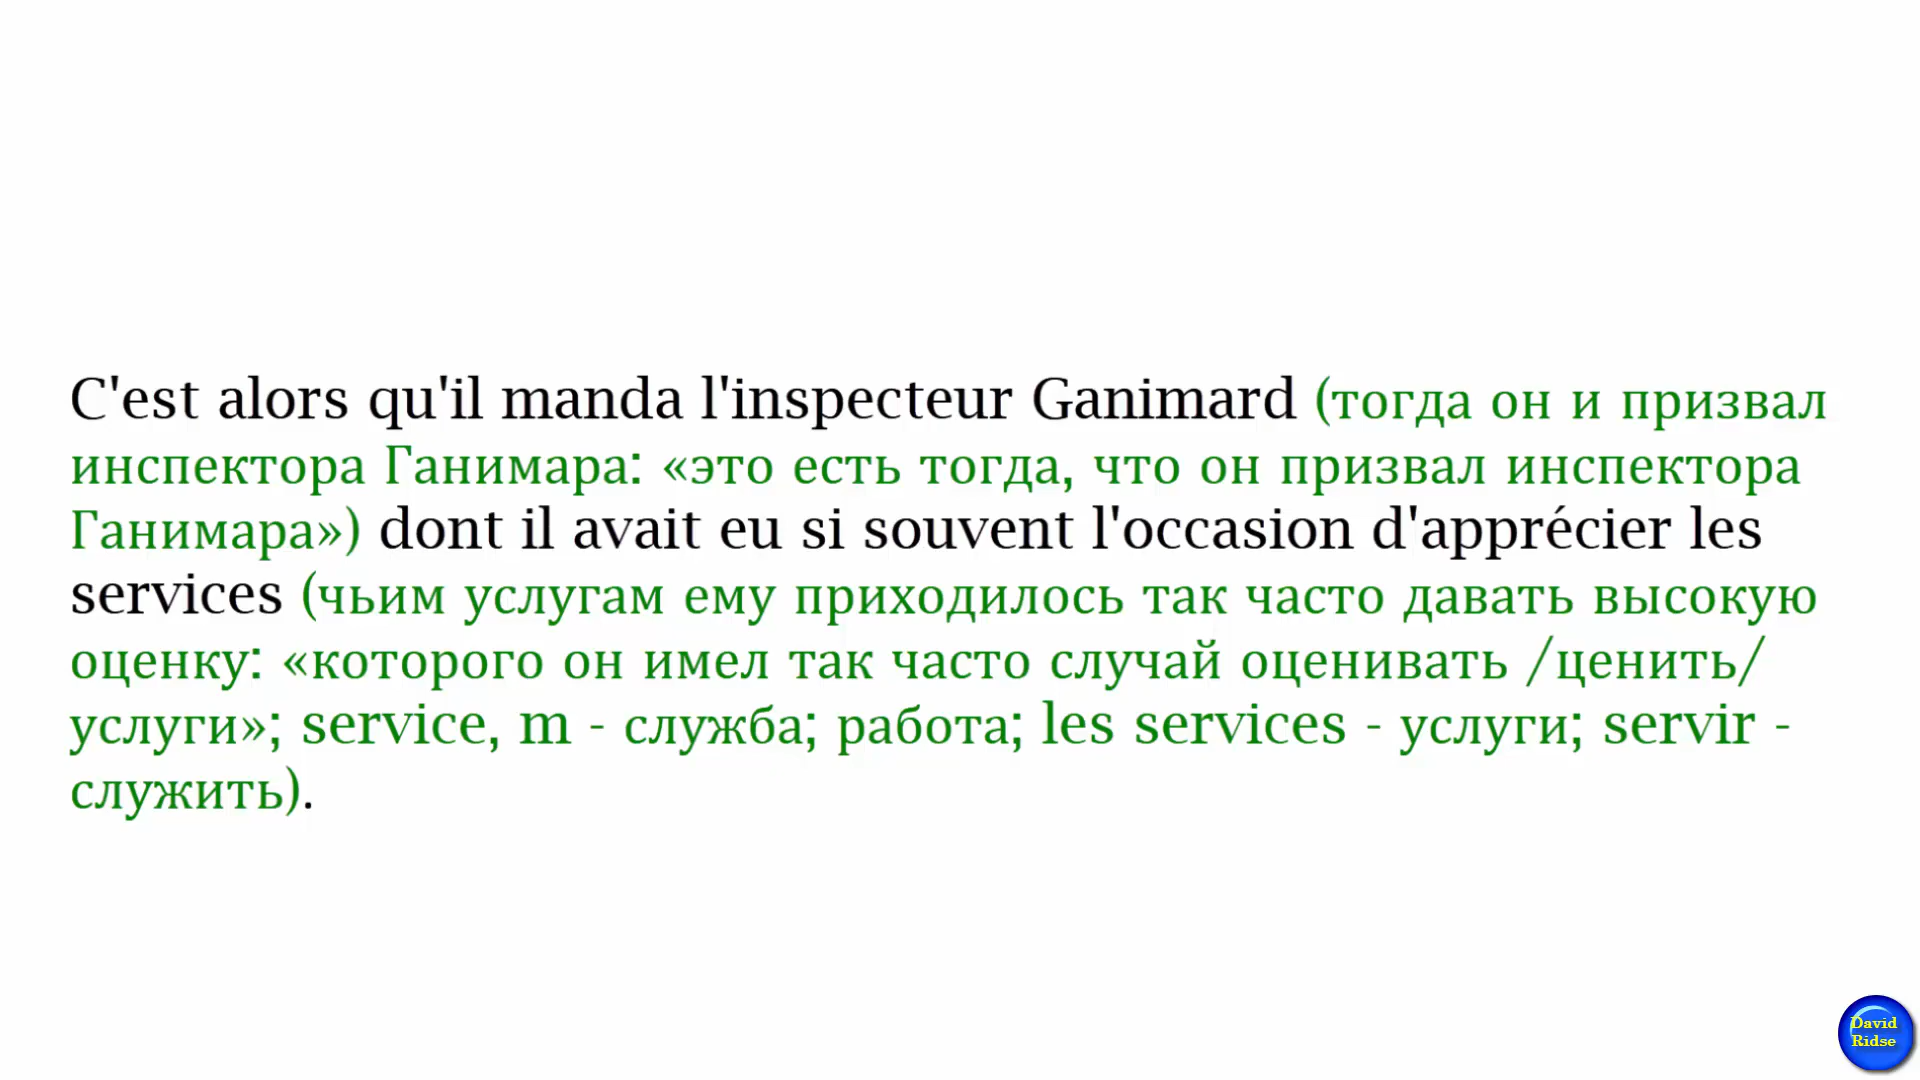 C'est alors qu'il manda l'inspecteur Ganimard (тогда он и призвал
инспектора Ганимара: «это есть тогда, что он призвал инспектора
Ганимара») dont il avait eu si souvent l'occasion d'apprécier les
services (чьим услугам ему приходилось так часто давать высокую
оценку: «которого он имел так часто случай оценивать /ценить/
услуги»; service, m - служба; работа; les services - услуги; servir -
служить).
David
Ridse